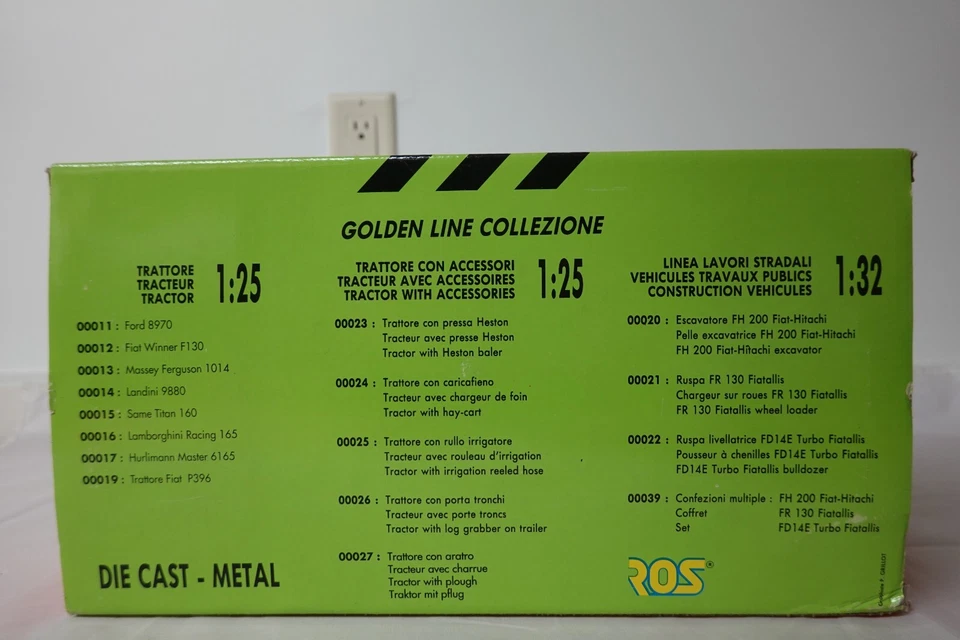 GOLDEN LINE COLLEZIONE
TRATTORE
TRACTEUR
TRACTOR
1:25
00011 : Ford 8970
00012 : Fiat Winner F130
00013 : Massey Ferguson 1014
00014 : Landini 9880
00015 : Same Titan 160
00016 : Lamborghini Racing 165
00017 : Hurlimann Master 6165
00019 : Trattore Fiat P396
DIE CAST - METAL
TRATTORE CON ACCESSORI
TRACTEUR AVEC ACCESSOIRES
TRACTOR WITH ACCESSORIES
1:25
00023 : Trattore con pressa Heston
Tracteur avec presse Heston
Tractor with Heston baler
00024 : Trattore con caricafieno
Tracteur avec chargeur de foin
Tractor with hay-cart
00025 : Trattore con rullo irrigatore
Tracteur avec rouleau d'irrigation
Tractor with irrigation reeled hose
00026 : Trattore con porta tronchi
Tracteur avec porte troncs
Tractor with log grabber on trailer
00027 : Trattore con aratro
Tracteur avec charrue
Tractor with plough
Traktor mit pflug
LINEA LAVORI STRADALI
VEHICULES TRAVAUX PUBLICS
CONSTRUCTION VEHICULES
1:32
00020 : Escavatore FH 200 Fiat-Hitachi
Pelle excavatrice FH 200 Fiat-Hitachi
FH 200 Fiat-Hitachi excavator
00021 : Ruspa FR 130 Fiatallis
Chargeur sur roues FR 130 Fiatallis
FR 130 Fiatallis wheel loader
00022 : Ruspa livellatrice FD14E Turbo Fiatallis
Pousseur à chenilles FD14E Turbo Fiatallis
FD14E Turbo Fiatallis bulldozer
00039 : Confezioni multiple : FH 200 Fiat-Hitachi
Coffret FR 130 Fiatallis
Set FD14E Turbo Fiatallis
ROS®